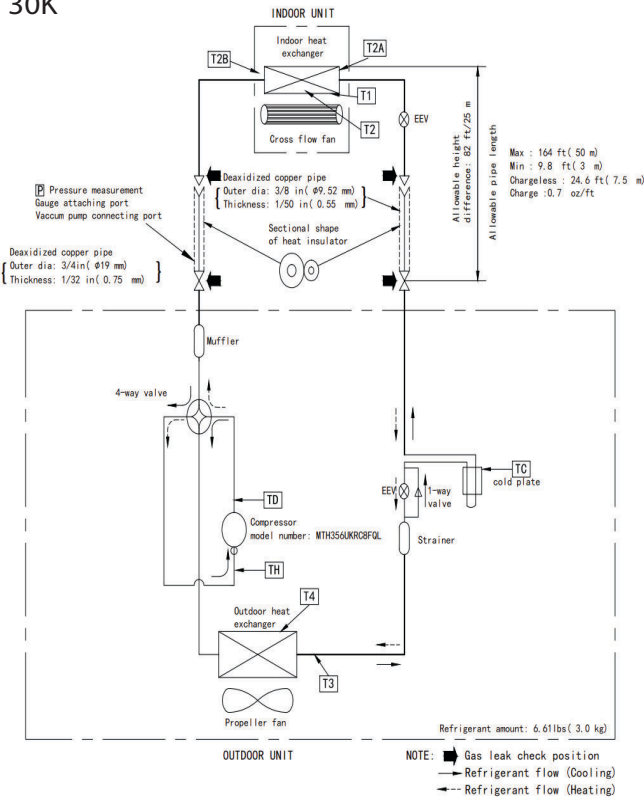 30K
INDOOR UNIT
Indoor heat
exchanger
T2B
T2A
T1
T2
EEV
Cross flow fan
Allowable height
difference: 82 ft/25 m
Allowable pipe length
Max : 164 ft( 50 m)
Min : 9.8 ft( 3 m)
Chargeless : 24.6 ft( 7.5 m)
Charge :0.7 oz/ft
Deaxidized copper pipe
Outer dia: 3/8 in( ø9.52 mm)
Thickness: 1/50 in( 0.55 mm)
P Pressure measurement
Gauge attaching port
Vaccum pump connecting port
Sectional shape
of heat insulator
Deaxidized copper pipe
Outer dia: 3/4in( ø19 mm)
Thickness: 1/32 in( 0.75 mm)
Muffler
4-way valve
TC
cold plate
EEV
1-way
valve
TD
Compressor
model number: MTH356UKRC8FQL
Strainer
TH
T4
Outdoor heat
exchanger
T3
Propeller fan
Refrigerant amount: 6.61lbs( 3.0 kg)
OUTDOOR UNIT
NOTE:
Gas leak check position
Refrigerant flow (Cooling)
Refrigerant flow (Heating)